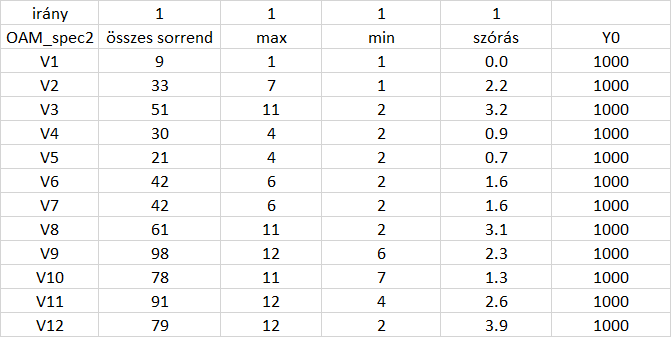 irány 1 1 1 1
OAM_spec2 összes sorrend max min szórás Y0
V1 9 1 1 0.0 1000
V2 33 7 1 2.2 1000
V3 51 11 2 3.2 1000
V4 30 4 2 0.9 1000
V5 21 4 2 0.7 1000
V6 42 6 2 1.6 1000
V7 42 6 2 1.6 1000
V8 61 11 2 3.1 1000
V9 98 12 6 2.3 1000
V10 78 11 7 1.3 1000
V11 91 12 4 2.6 1000
V12 79 12 2 3.9 1000